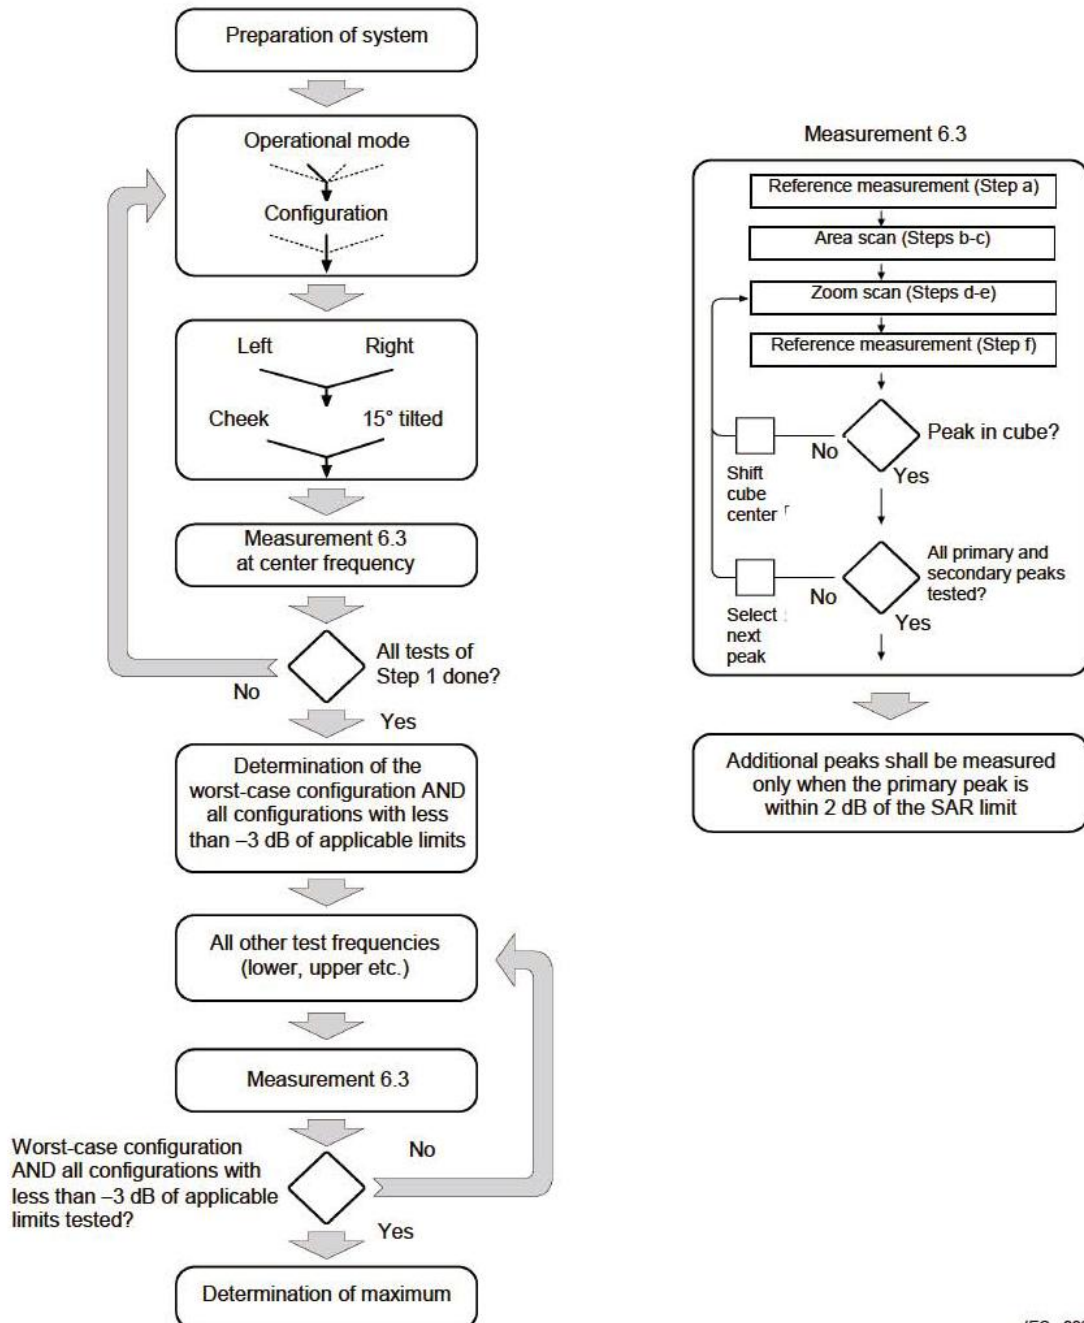 Preparation of system
Operational mode
Configuration
Left
Right
Cheek
15° tilted
Measurement 6.3
at center frequency
All tests of
Step 1 done?
No
Yes
Determination of the
worst-case configuration AND
all configurations with less
than –3 dB of applicable limits
All other test frequencies
(lower, upper etc.)
Measurement 6.3
Worst-case configuration
AND all configurations with
less than –3 dB of applicable
limits tested?
No
Yes
Determination of maximum
Measurement 6.3
Reference measurement (Step a)
Area scan (Steps b-c)
Zoom scan (Steps d-e)
Reference measurement (Step f)
Peak in cube?
No
Yes
Shift
cube
center
All primary and
secondary peaks
tested?
No
Yes
Select
next
peak
Additional peaks shall be measured
only when the primary peak is
within 2 dB of the SAR limit